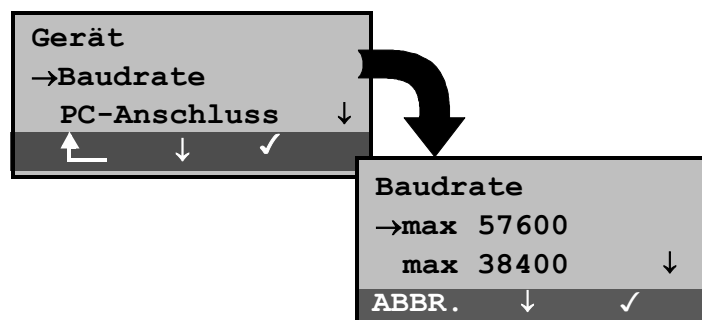 Gerät
→Baudrate
PC-Anschluss ↓
↓ ✓
Baudrate
→max 57600
max 38400 ↓
ABBR. ↓ ✓